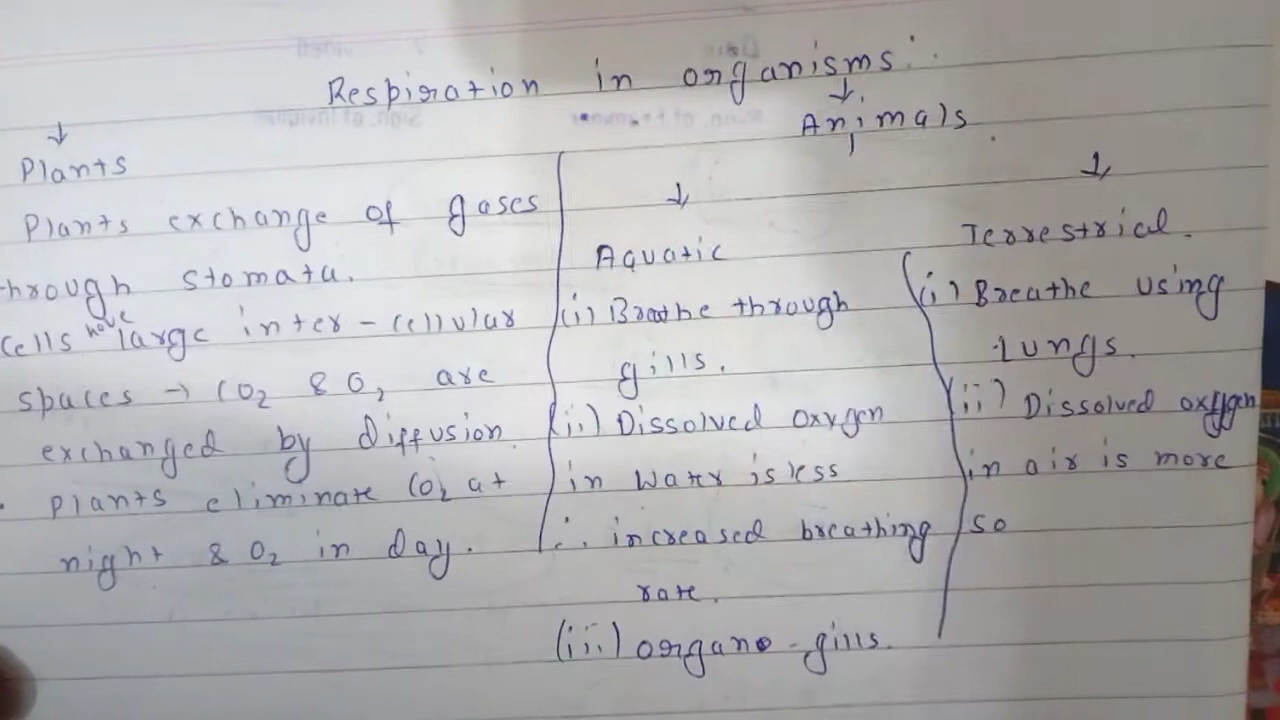 Respiration in organisms:
Animals
Plants
Plants exchange of gases
through stomata.
Cells have large inter-cellular
spaces → CO2 & O2 are
exchanged by diffusion.
Plants eliminate CO2 at
night & O2 in day.
Aquatic
(i) Breathe through
gills.
(ii) Dissolved oxygen
in water is less
∴ increased breathing
rate.
(iii) organo - gills.
Terrestrial.
(i) Breathe using
lungs.
(ii) Dissolved oxygen
in air is more
so